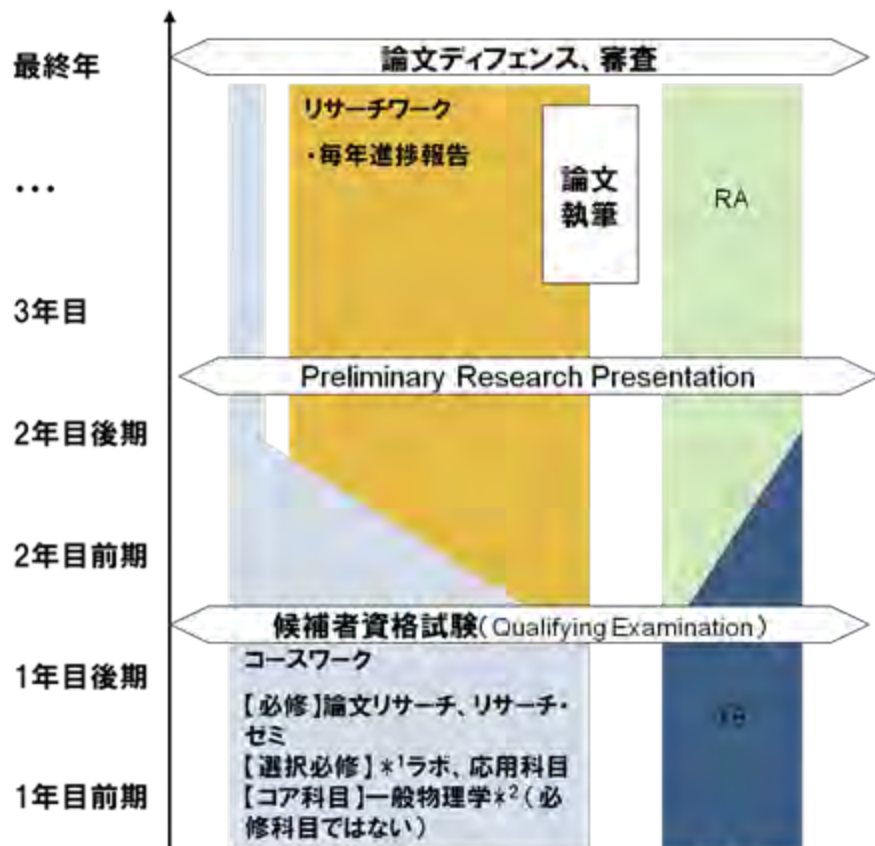 最終年
論文ディフェンス、審査
リサーチワーク
・毎年進捗報告
論文
執筆
RA
・・・
3年目
Preliminary Research Presentation
2年目後期
2年目前期
候補者資格試験(Qualifying Examination)
1年目後期
コースワーク
【必修】論文リサーチ、リサーチ・
ゼミ
【選択必修】*¹ラボ、応用科目
1年目前期
【コア科目】一般物理学*²(必
修科目ではない)